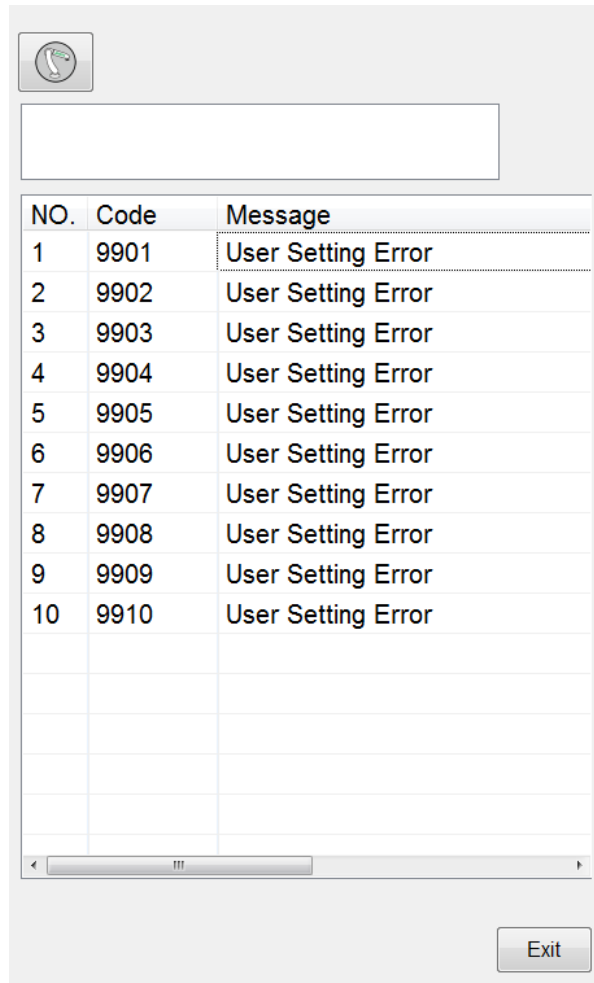 NO. Code Message
1 9901 User Setting Error
2 9902 User Setting Error
3 9903 User Setting Error
4 9904 User Setting Error
5 9905 User Setting Error
6 9906 User Setting Error
7 9907 User Setting Error
8 9908 User Setting Error
9 9909 User Setting Error
10 9910 User Setting Error
Exit